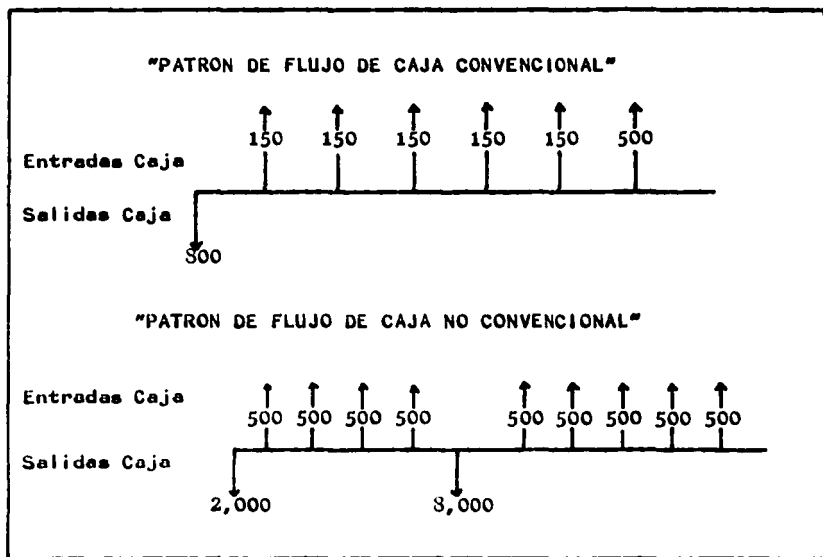 "PATRON DE FLUJO DE CAJA CONVENCIONAL"
150 150 150 150 150 500
Entradas Caja
Salidas Caja
800
"PATRON DE FLUJO DE CAJA NO CONVENCIONAL"
Entradas Caja
500 500 500 500 500 500 500 500 500
Salidas Caja
2,000 8,000